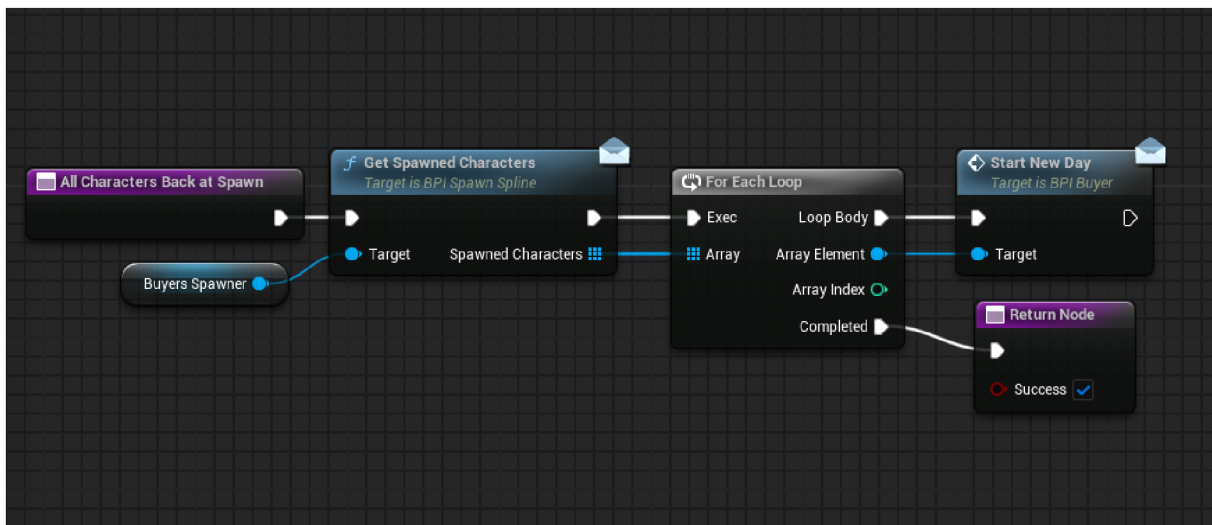 All Characters Back at Spawn
Buyers Spawner
Get Spawned Characters
Target is BPI Spawn Spline
Target
Spawned Characters
For Each Loop
Exec
Loop Body
Array
Array Element
Array Index
Completed
Start New Day
Target is BPI Buyer
Target
Return Node
Success